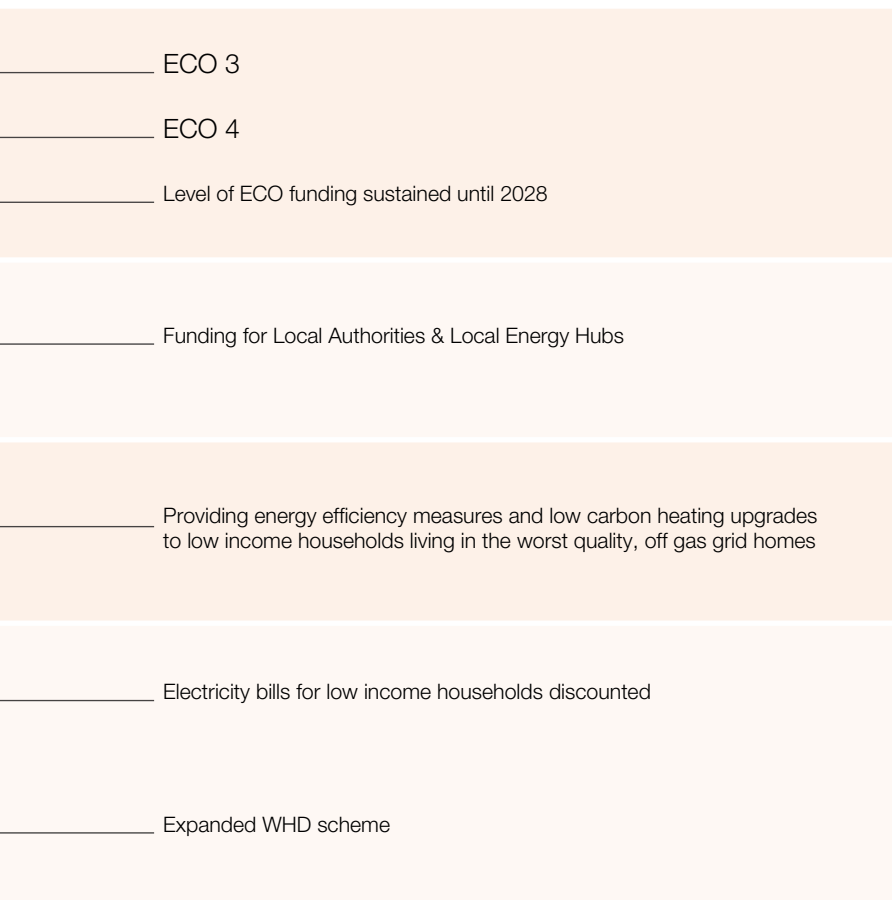 ECO 3
ECO 4
Level of ECO funding sustained until 2028
Funding for Local Authorities & Local Energy Hubs
Providing energy efficiency measures and low carbon heating upgrades
to low income households living in the worst quality, off gas grid homes
Electricity bills for low income households discounted
Expanded WHD scheme